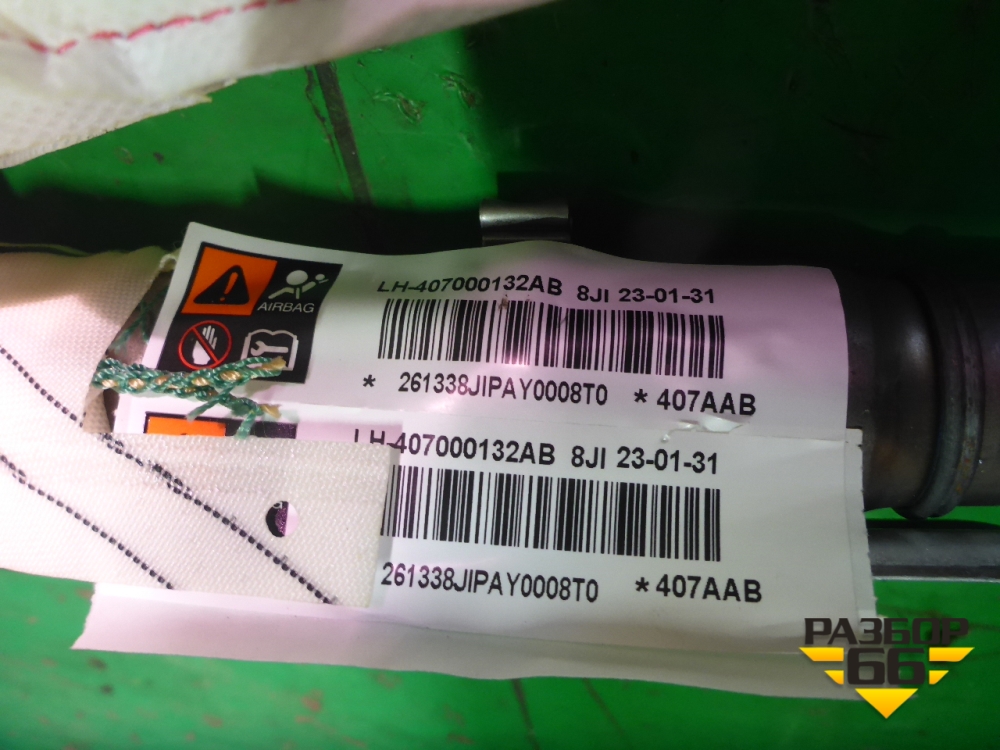 AIRBAG
LH-407000132AB 8JI 23-01-31
* 261338JIPAY0008T0 *407AAB
LH-407000132AB 8JI 23-01-31
261338JIPAY0008T0 *407AAB
РАЗБОР
66